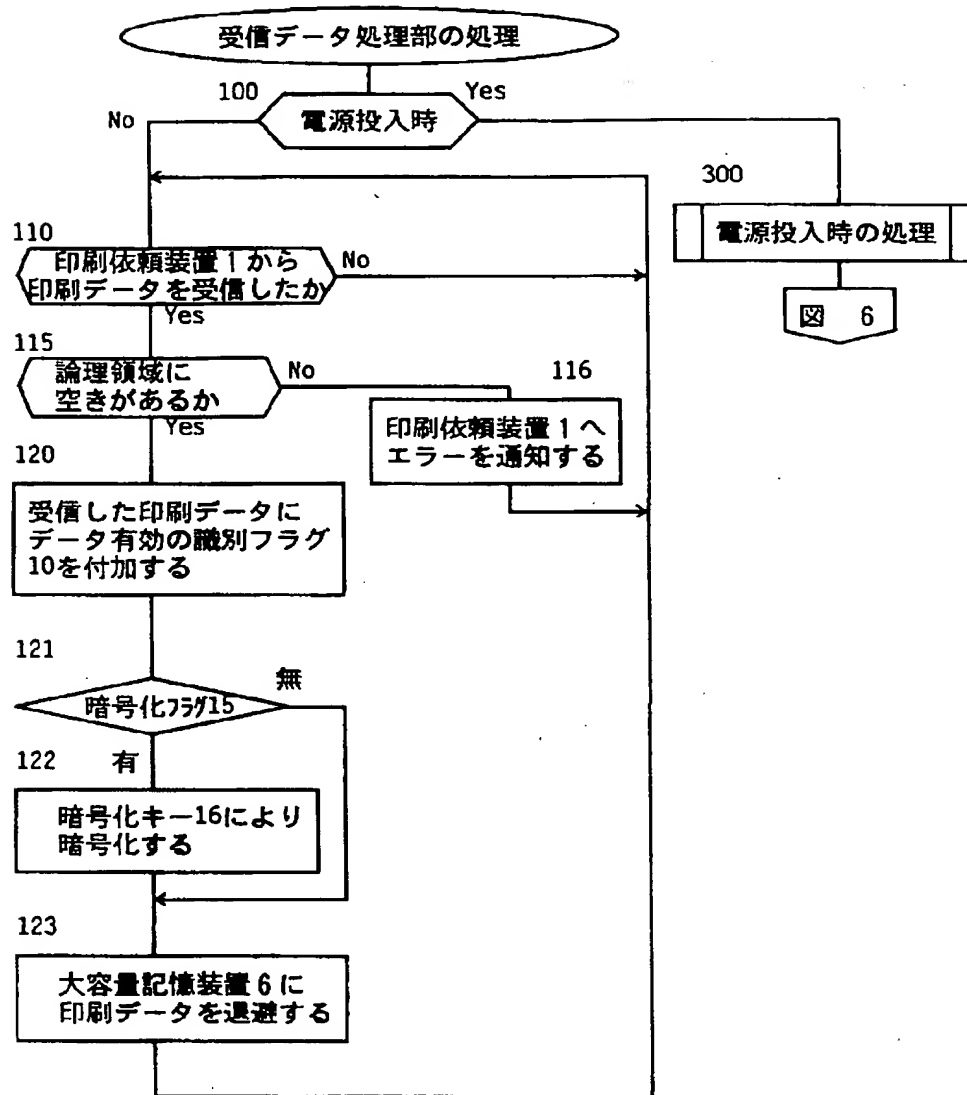 受信データ処理部の処理
100
Yes
No
電源投入時
300
電源投入時の処理
図 6
110
印刷依頼装置1から
印刷データを受信したか
No
Yes
115
論理領域に
空きがあるか
No
Yes
116
印刷依頼装置1へ
エラーを通知する
120
受信した印刷データに
データ有効の識別フラグ
10を付加する
121
暗号化フラグ15
無
122
有
暗号化キー16により
暗号化する
123
大容量記憶装置6に
印刷データを退避する